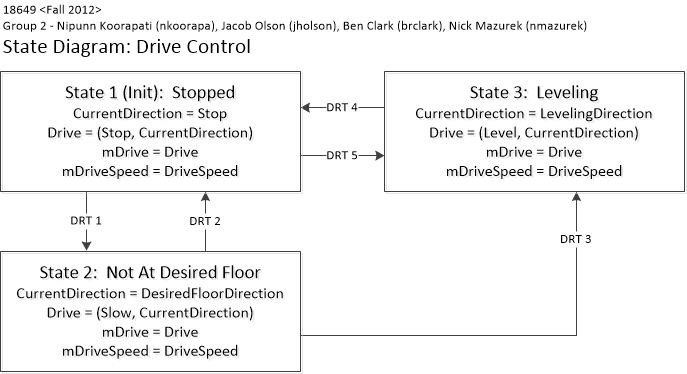 18649 <Fall 2012>
Group 2 - Nipunn Koorapati (nkoorapa), Jacob Olson (jholson), Ben Clark (brclark), Nick Mazurek (nmazurek)
State Diagram: Drive Control
State 1 (Init): Stopped
CurrentDirection = Stop
Drive = (Stop, CurrentDirection)
mDrive = Drive
mDriveSpeed = DriveSpeed
DRT 4
DRT 5
State 3: Leveling
CurrentDirection = LevelingDirection
Drive = (Level, CurrentDirection)
mDrive = Drive
mDriveSpeed = DriveSpeed
DRT 1
DRT 2
DRT 3
State 2: Not At Desired Floor
CurrentDirection = DesiredFloorDirection
Drive = (Slow, CurrentDirection)
mDrive = Drive
mDriveSpeed = DriveSpeed